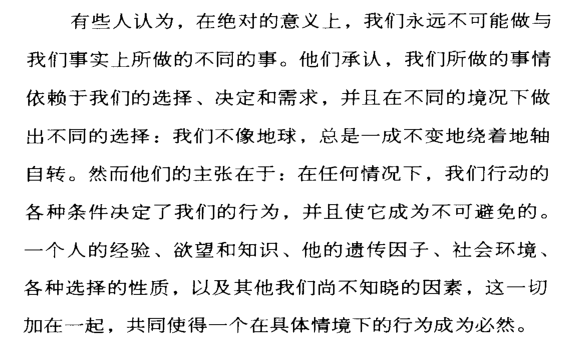 有些人认为，在绝对的意义上，我们永远不可能做与
我们事实上所做的不同的事。他们承认，我们所做的事情
依赖于我们的选择、决定和需求，并且在不同的境况下做
出不同的选择：我们不像地球，总是一成不变地绕着地轴
自转。然而他们的主张在于：在任何情况下，我们行动的
各种条件决定了我们的行为，并且使它成为不可避免的。
一个人的经验、欲望和知识、他的遗传因子、社会环境、
各种选择的性质，以及其他我们尚不知晓的因素，这一切
加在一起，共同使得一个在具体情境下的行为成为必然。